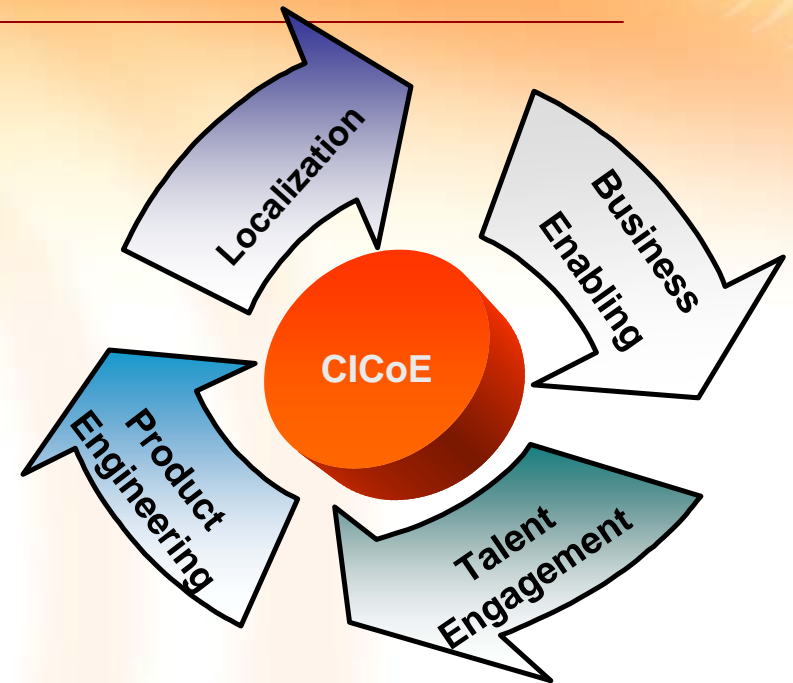 Localization
Business
Enabling
CICoE
Product
Engineering
Talent
Engagement